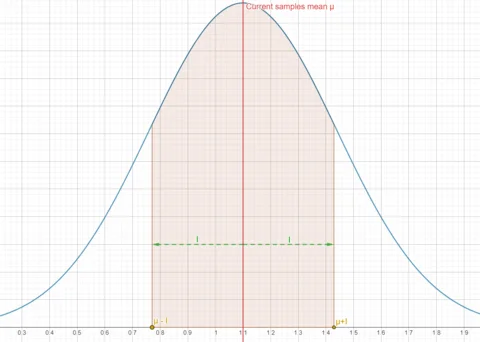 Current samples mean μ
l
l
μ - l
μ+l
0.3 0.4 0.5 0.6 0.7 0.8 0.9 1 1.1 1.2 1.3 1.4 1.5 1.6 1.7 1.8 1.9